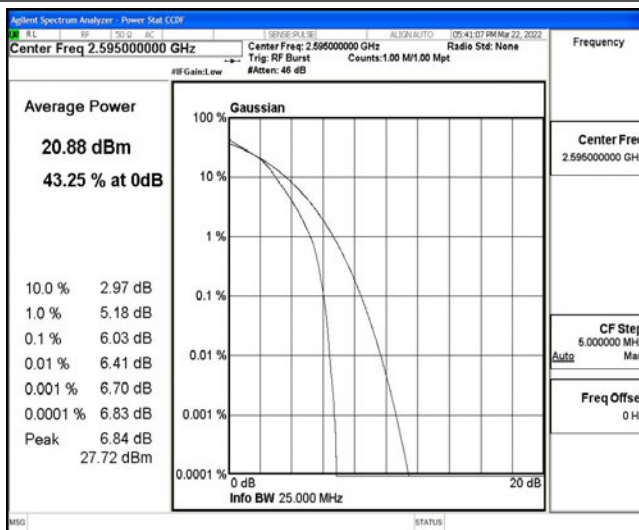 Agilent Spectrum Analyzer - Power Stat CCDF
RL RF 50 Ω AC SENSE:PULSE ALIGN AUTO 05:41:07 PM Mar 22, 2022
Center Freq 2.595000000 GHz
Center Freq: 2.595000000 GHz Radio Std: None
Trig: RF Burst Counts:1.00 M/1.00 Mpt
#IFGain:Low #Atten: 46 dB
Frequency
Average Power
20.88 dBm
43.25 % at 0dB
10.0 % 2.97 dB
1.0 % 5.18 dB
0.1 % 6.03 dB
0.01 % 6.41 dB
0.001 % 6.70 dB
0.0001 % 6.83 dB
Peak 6.84 dB
27.72 dBm
Gaussian
100 %
10 %
1 %
0.1 %
0.01 %
0.001 %
0.0001 %
0 dB 20 dB
Info BW 25.000 MHz
Center Fre
2.595000000 GH
CF Step
5.000000 MH
Auto Ma
Freq Offse
0 H
MSG STATUS